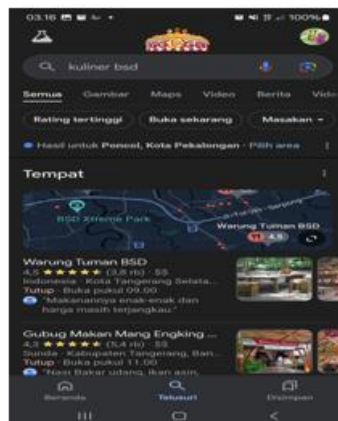 03.16 100%
kuliner bsd
Semua Gambar Maps Video Berita Vide
Rating tertinggi Buka sekarang Masakan
Hasil untuk Poncol, Kota Pekalongan · Pilih area
Tempat
BSD Xtreme Park
Warung Tuman BSD
4,5
Warung Tuman BSD
4,5 (3,8 rb) · $$
Indonesia · Kota Tangerang Selata...
Tutup · Buka pukul 09.00
"Makanannya enak-enak dan
harga masih terjangkau."
Gubug Makan Mang Engking ...
4,3 (5,4 rb) · $$
Sunda · Kabupaten Tangerang, Ban...
Tutup · Buka pukul 11.00
"Nasi Bakar udang, ikan asin,
Beranda Telusuri Disimpan